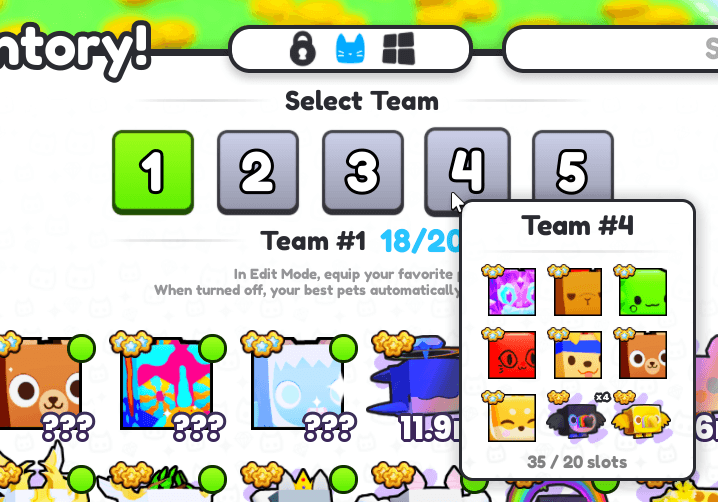 ntory!
S
Select Team
1 2 3 4 5
Team #1 18/20
In Edit Mode, equip your favorite
When turned off, your best pets automatically
Team #4
x4
35 / 20 slots
??? ??? ??? 11.9